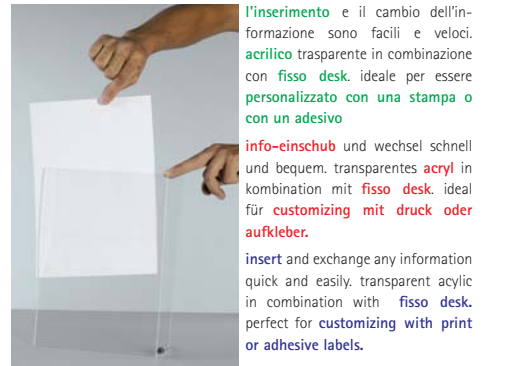 l'inserimento e il cambio dell'in-
formazione sono facili e veloci.
acrilico trasparente in combinazione
con fisso desk. ideale per essere
personalizzato con una stampa o
con un adesivo
info-einschub und wechsel schnell
und bequem. transparentes acryl in
kombination mit fisso desk. ideal
für customizing mit druck oder
aufkleber.
insert and exchange any information
quick and easily. transparent acylic
in combination with fisso desk.
perfect for customizing with print
or adhesive labels.